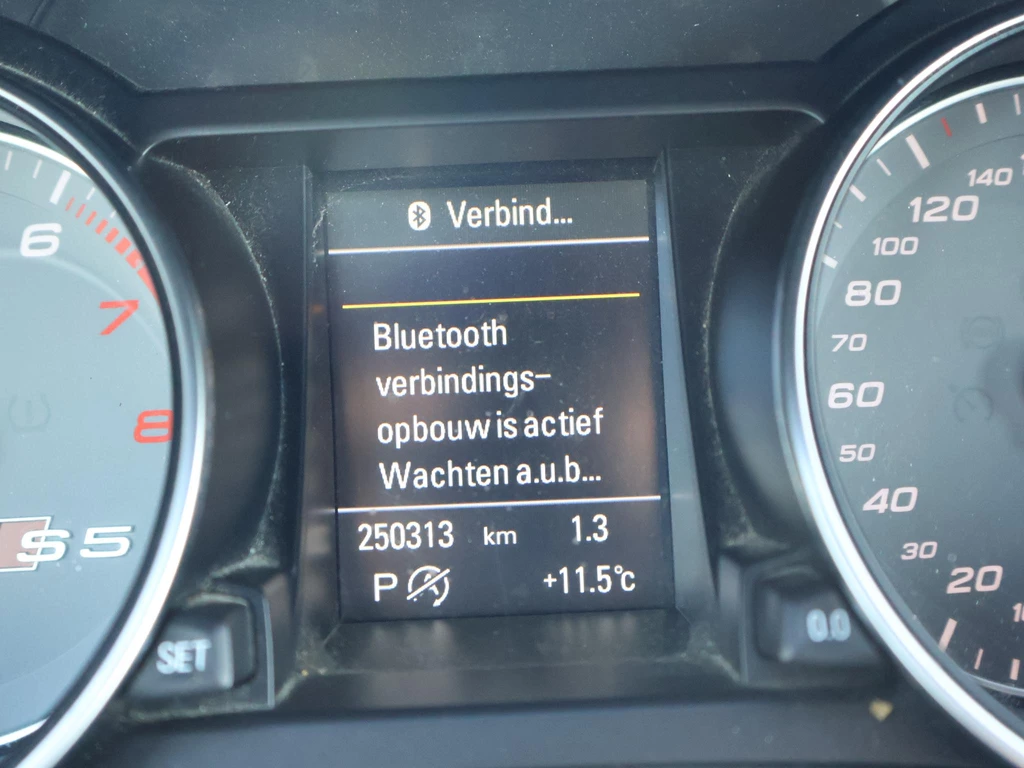 Verbind...
Bluetooth
verbindings-
opbouw is actief
Wachten a.u.b...
250313 km 1.3
P A +11.5°C
6
7
8
S5
SET
0.0
140
120
100
80
70
60
50
40
30
20